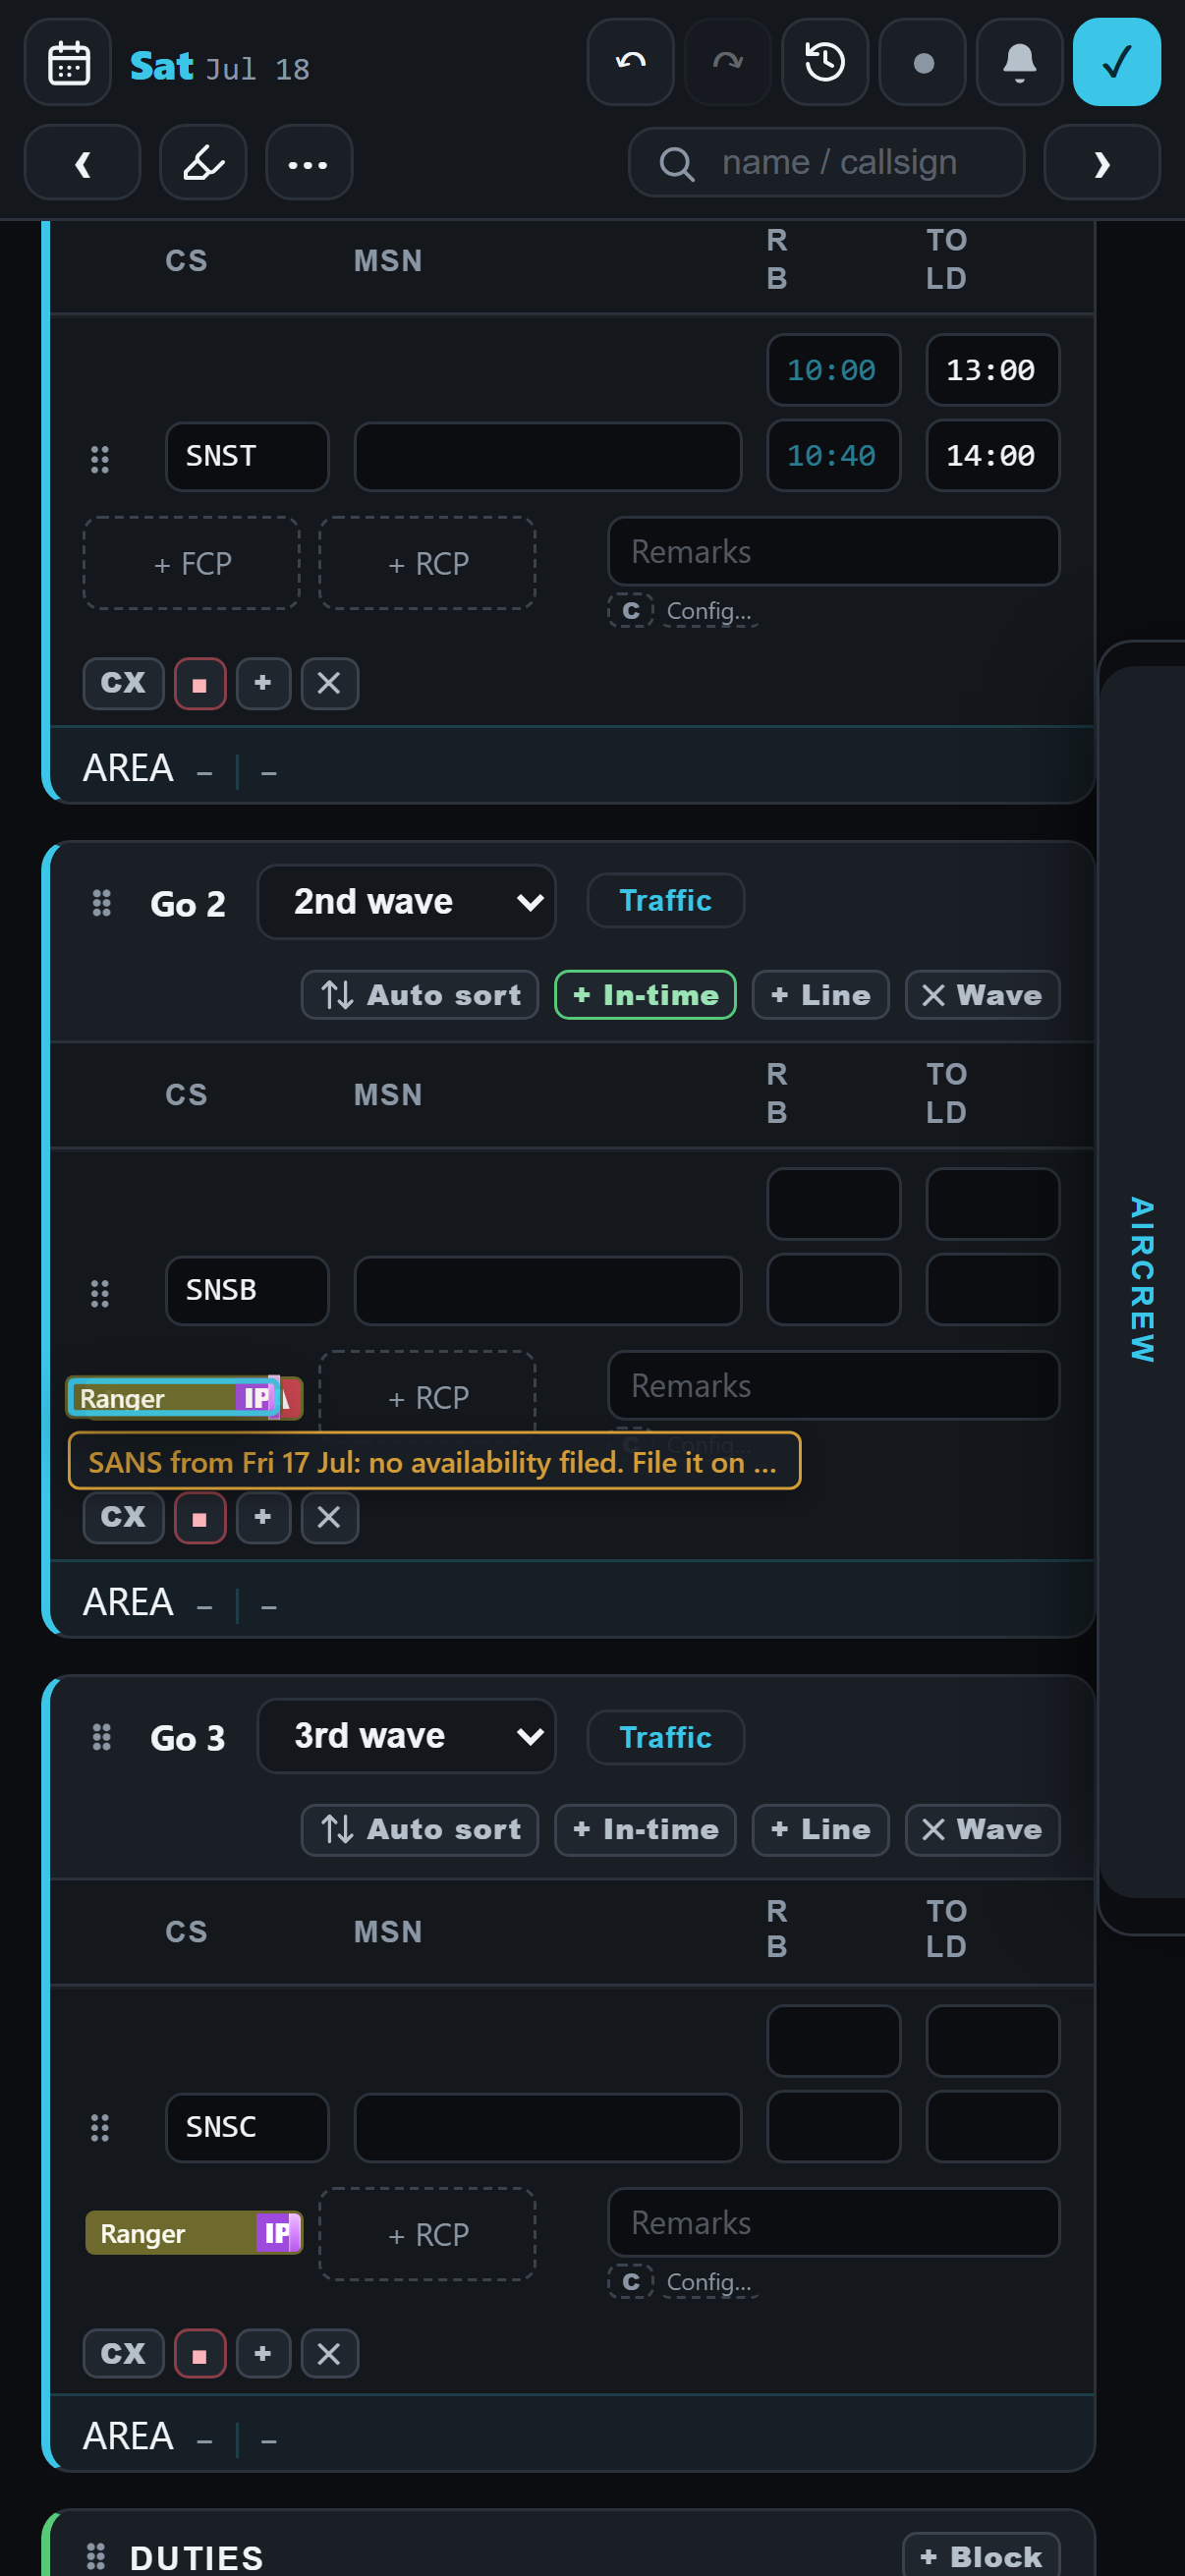 Sat Jul 18
name / callsign
CS MSN R B TO LD
10:00 13:00
SNST 10:40 14:00
+ FCP + RCP Remarks
C Config...
CX + ×
AREA – | –
Go 2 2nd wave Traffic
Auto sort + In-time + Line × Wave
CS MSN R B TO LD
SNSB
Ranger IP + RCP Remarks
SANS from Fri 17 Jul: no availability filed. File it on ...
CX + ×
AREA – | –
AIRCREW
Go 3 3rd wave Traffic
Auto sort + In-time + Line × Wave
CS MSN R B TO LD
SNSC
Ranger IP + RCP Remarks
C Config...
CX + ×
AREA – | –
DUTIES + Block